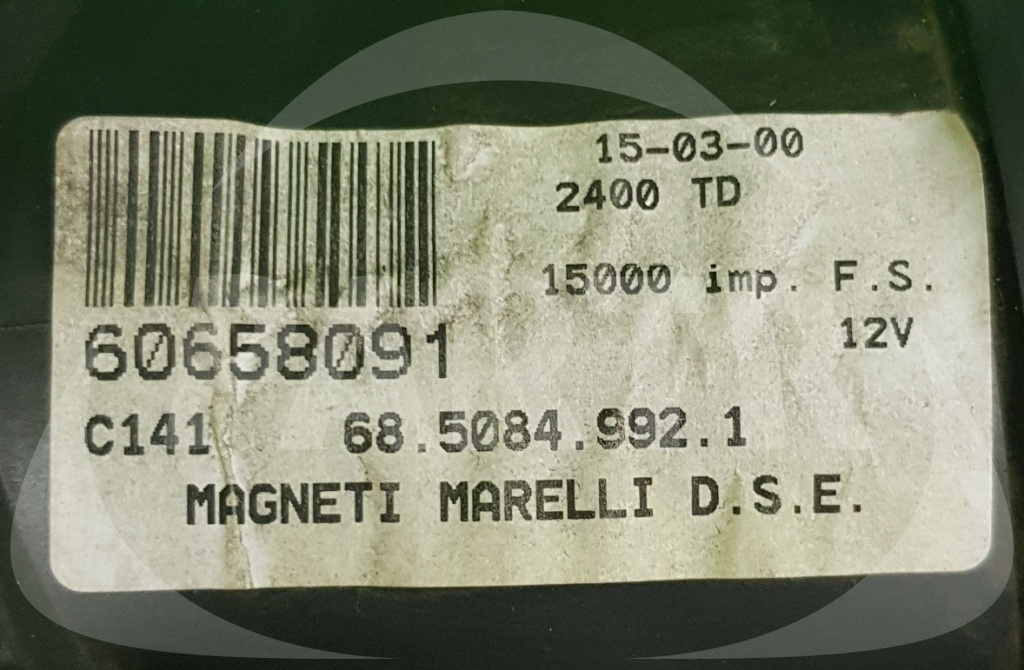 15-03-00
2400 TD
15000 imp. F.S.
12V
60658091
C141 68.5084.992.1
MAGNETI MARELLI D.S.E.